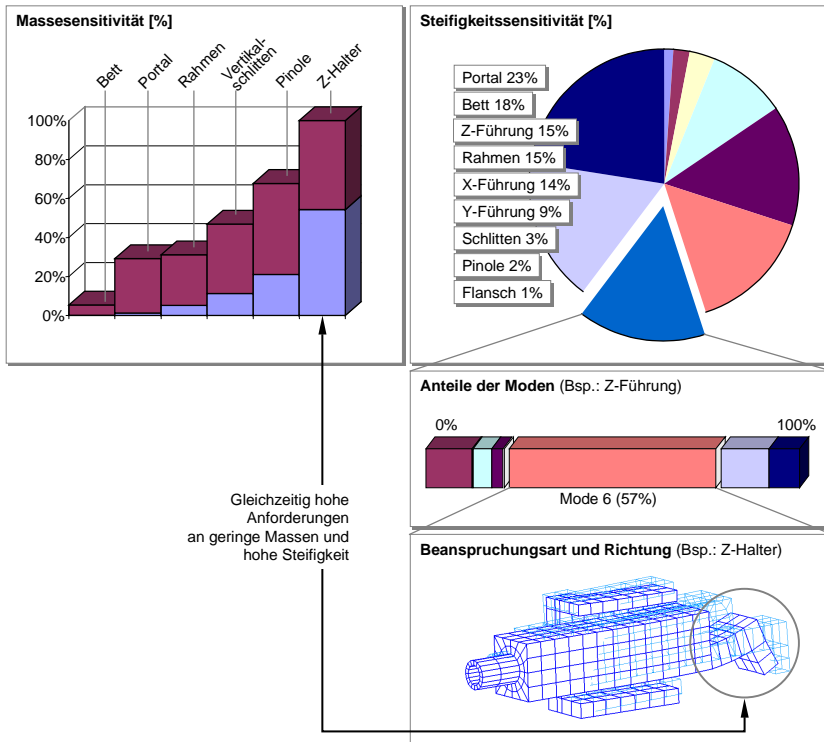 Massesensitivität [%]
Bett
Portal
Rahmen
Vertikal-
schlitten
Pinole
Z-Halter
100%
80%
60%
40%
20%
0%
Steifigkeitssensitivität [%]
Portal 23%
Bett 18%
Z-Führung 15%
Rahmen 15%
X-Führung 14%
Y-Führung 9%
Schlitten 3%
Pinole 2%
Flansch 1%
Anteile der Moden (Bsp.: Z-Führung)
0%
100%
Mode 6 (57%)
Gleichzeitig hohe
Anforderungen
an geringe Massen und
hohe Steifigkeit
Beanspruchungsart und Richtung (Bsp.: Z-Halter)